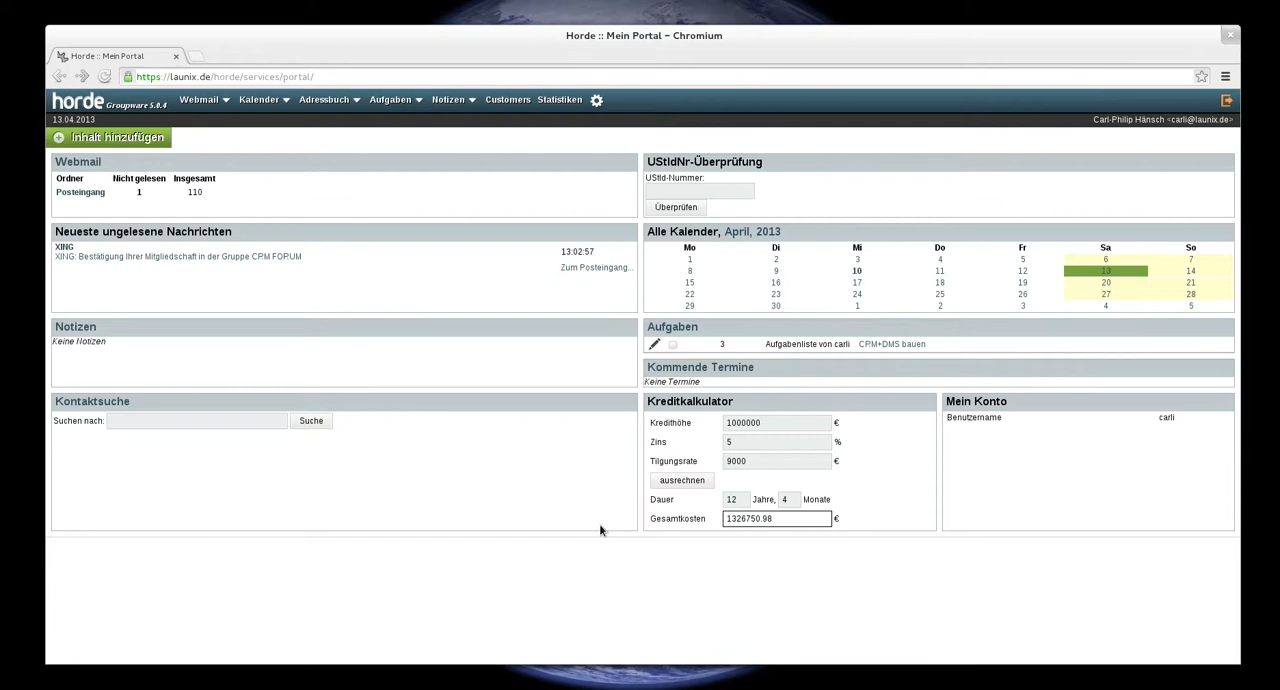 Horde :: Mein Portal – Chromium
Horde :: Mein Portal
https://launix.de/horde/services/portal/
horde Groupware 5.0.4 Webmail Kalender Adressbuch Aufgaben Notizen Customers Statistiken
13.04.2013 Carl-Philip Hänsch <carli@launix.de>
Inhalt hinzufügen
Webmail
Ordner Nicht gelesen Insgesamt
Posteingang 1 110
UStIdNr-Überprüfung
UStId-Nummer:
Überprüfen
Neueste ungelesene Nachrichten
XING
XING: Bestätigung Ihrer Mitgliedschaft in der Gruppe CRM FORUM
13:02:57
Zum Posteingang...
Alle Kalender, April, 2013
Mo Di Mi Do Fr Sa So
1 2 3 4 5 6 7
8 9 10 11 12 13 14
15 16 17 18 19 20 21
22 23 24 25 26 27 28
29 30 1 2 3 4 5
Notizen
Keine Notizen
Aufgaben
3 Aufgabenliste von carli CRM+DMS bauen
Kommende Termine
Keine Termine
Kontaktsuche
Suchen nach: Suche
Kreditkalkulator
Kredithöhe 1000000 €
Zins 5 %
Tilgungsrate 9000 €
ausrechnen
Dauer 12 Jahre, 4 Monate
Gesamtkosten 1326750.98 €
Mein Konto
Benutzername carli